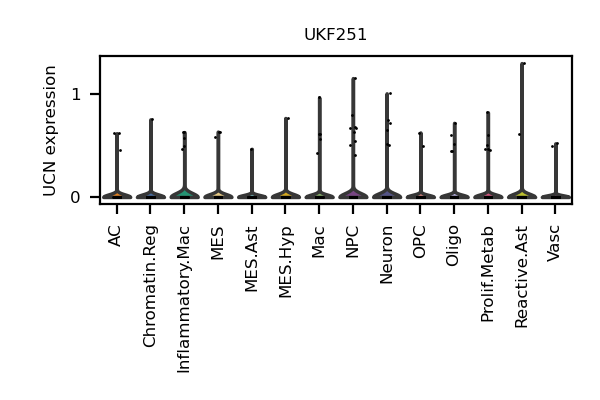 UKF251
UCN expression
1
0
AC
Chromatin.Reg
Inflammatory.Mac
MES
MES.Ast
MES.Hyp
Mac
NPC
Neuron
OPC
Oligo
Prolif.Metab
Reactive.Ast
Vasc